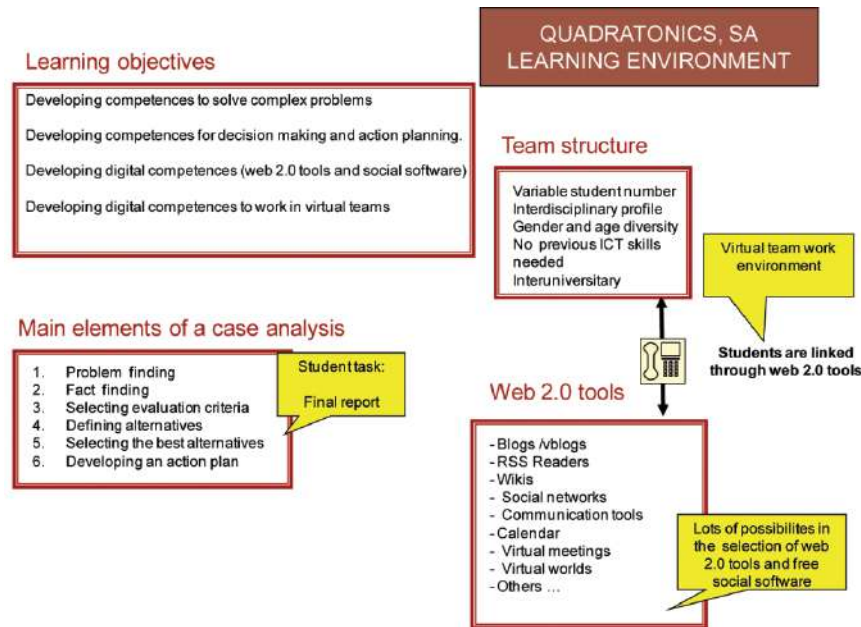 QUADRATONICS, SA
LEARNING ENVIRONMENT
Learning objectives
Developing competences to solve complex problems
Developing competences for decision making and action planning.
Developing digital competences (web 2.0 tools and social software)
Developing digital competences to work in virtual teams
Team structure
Variable student number
Interdisciplinary profile
Gender and age diversity
No previous ICT skills
needed
Interuniversitary
Virtual team work
environment
Students are linked
through web 2.0 tools
Main elements of a case analysis
1. Problem finding
2. Fact finding
3. Selecting evaluation criteria
4. Defining alternatives
5. Selecting the best alternatives
6. Developing an action plan
Student task:
Final report
Web 2.0 tools
- Blogs /vblogs
- RSS Readers
- Wikis
- Social networks
- Communication tools
- Calendar
- Virtual meetings
- Virtual worlds
- Others ...
Lots of possibilites in
the selection of web
2.0 tools and free
social software